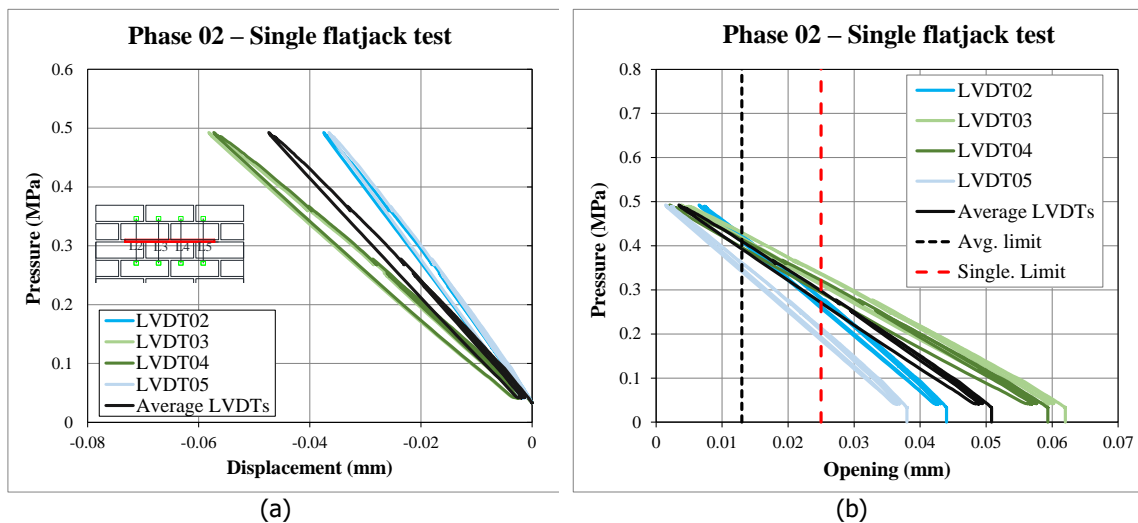 Phase 02 – Single flatjack test
Pressure (MPa)
0.6
0.5
0.4
0.3
0.2
0.1
0
L2 L3 L4 L5
LVDT02
LVDT03
LVDT04
LVDT05
Average LVDTs
-0.08 -0.06 -0.04 -0.02 0
Displacement (mm)
(a)
Phase 02 – Single flatjack test
Pressure (MPa)
0.8
0.7
0.6
0.5
0.4
0.3
0.2
0.1
0
LVDT02
LVDT03
LVDT04
LVDT05
Average LVDTs
Avg. limit
Single. Limit
0 0.01 0.02 0.03 0.04 0.05 0.06 0.07
Opening (mm)
(b)